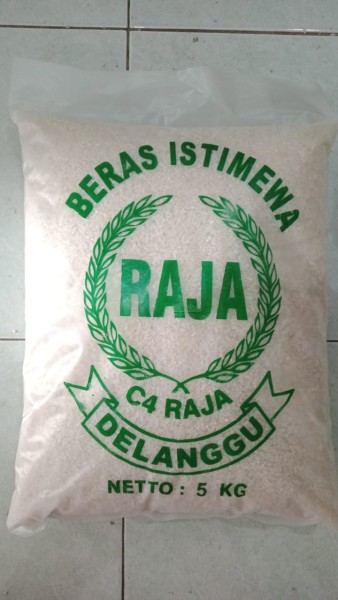 BERAS ISTIMEWA
RAJA
C4 RAJA
DELANGGU
NETTO : 5 KG